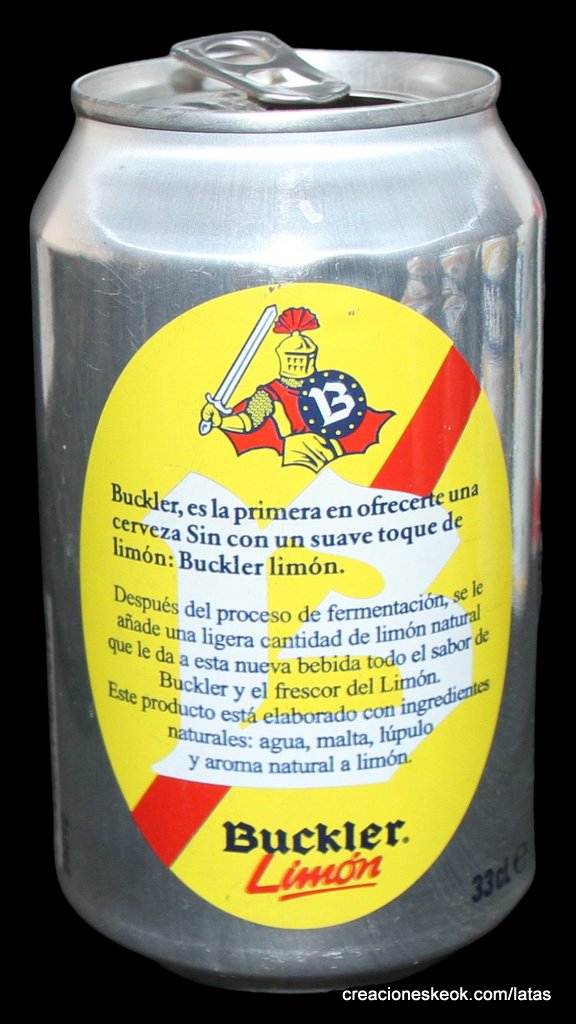 B
Buckler, es la primera en ofrecerte una
cerveza Sin con un suave toque de
limón: Buckler limón.
Después del proceso de fermentación, se le
añade una ligera cantidad de limón natural
que le da a esta nueva bebida todo el sabor de
Buckler y el frescor del Limón.
Este producto está elaborado con ingredientes
naturales: agua, malta, lúpulo
y aroma natural a limón.
Buckler.
Limón
33cl e
creacioneskeok.com/latas